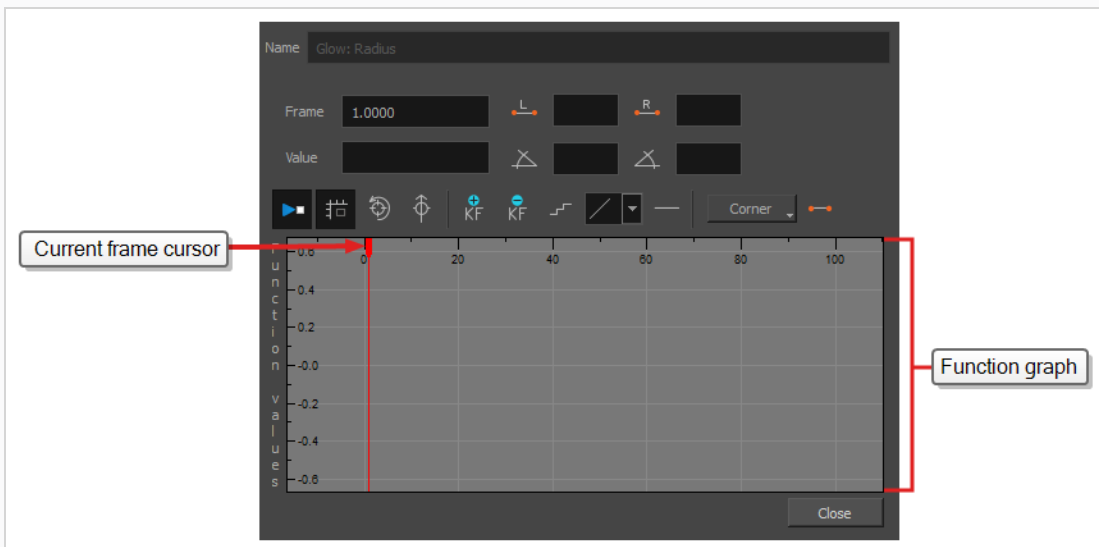 Name Glow: Radius
Frame 1.0000 L R
Value
KF KF Corner
Current frame cursor
Function values
0 20 40 60 80 100
0.6
0.4
0.2
-0.0
-0.2
-0.4
-0.6
Function graph
Close